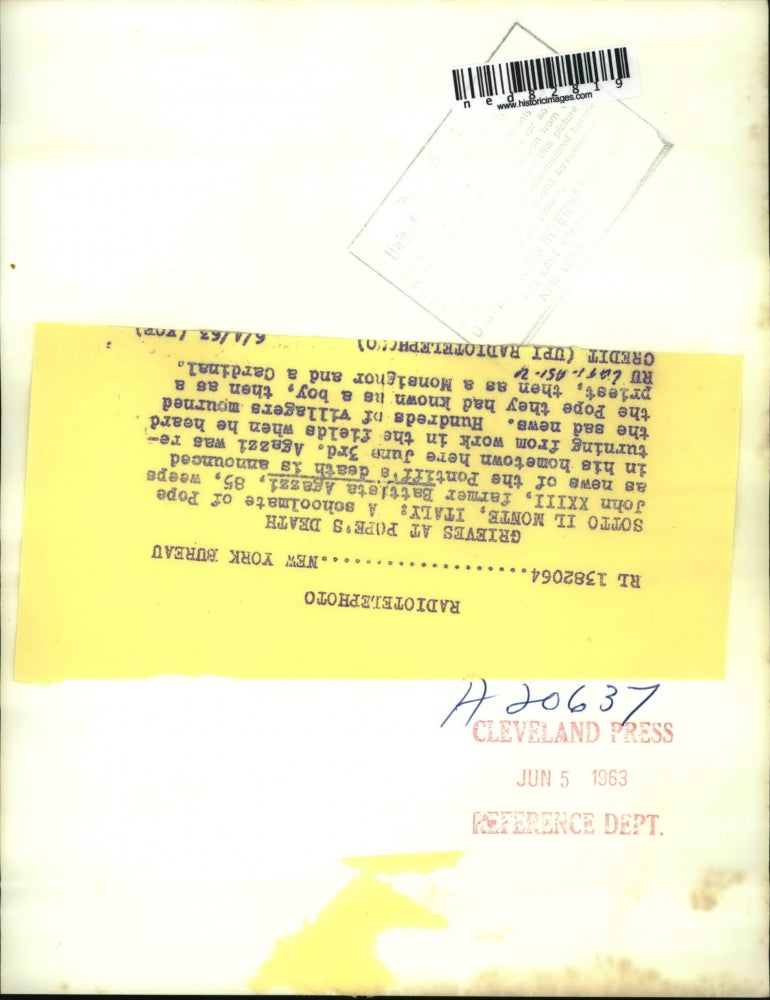 ned82819
www.historicimages.com
RADIOTELEPHOTO
RL 1382064.....................NEW YORK BUREAU
GRIEVES AT POPE'S DEATH
SOTTO IL MONTE, ITALY: A schoolmate of Pope
John XXIII, farmer Battista Agazzi, 85, weeps
as news of the Pontiff's death is announced
in his hometown here June 3rd. Agazzi was re-
turning from work in the fields when he heard
the sad news. Hundreds of villagers mourned
the Pope they had known as a boy, then as a
priest, then as a Monsignor and a Cardinal.
RU
CREDIT (UPI RADIOTELEPHOTO) 6/4/63
A 20637
CLEVELAND PRESS
JUN 5 1963
REFERENCE DEPT.